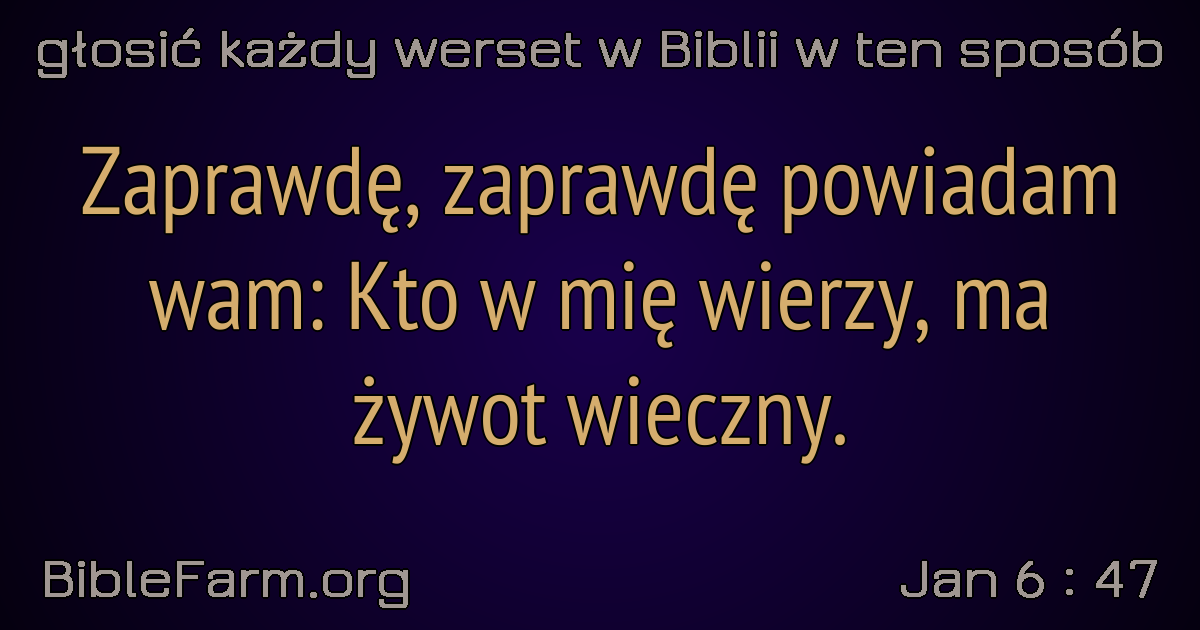 głosić każdy werset w Biblii w ten sposób
Zaprawdę, zaprawdę powiadam
wam: Kto w mię wierzy, ma
żywot wieczny.
BibleFarm.org
Jan 6 : 47